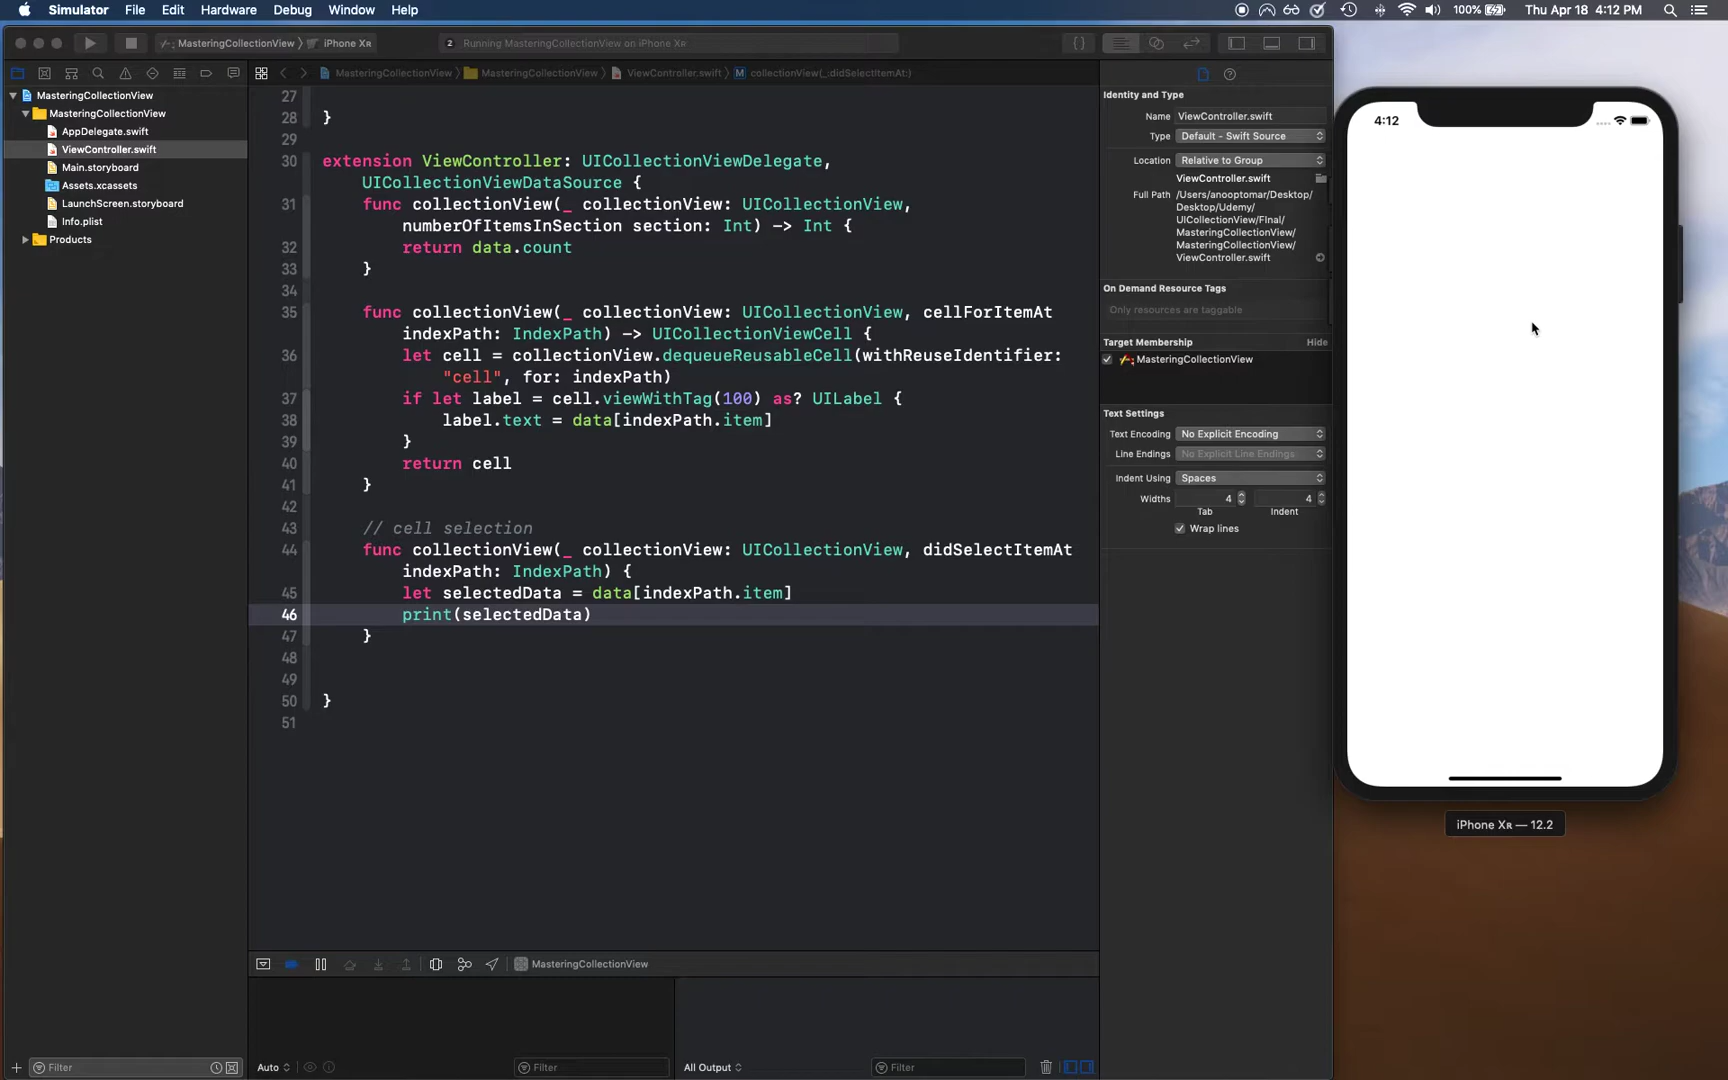 Simulator File Edit Window Hardware Debug Window Help 100% Thu Apr 18 4:12 PM
MasteringCollectionView iPhone Xʀ 2 Running MasteringCollectionView on iPhone Xʀ {}
MasteringCollectionView MasteringCollectionView ViewController.swift M collectionView(_:didSelectItemAt:)
MasteringCollectionView
MasteringCollectionView
AppDelegate.swift
ViewController.swift
Main.storyboard
Assets.xcassets
LaunchScreen.storyboard
Info.plist
Products
Filter
27
28 }
29
30 extension ViewController: UICollectionViewDelegate,
UICollectionViewDataSource {
31 func collectionView(_ collectionView: UICollectionView,
numberOfItemsInSection section: Int) -> Int {
32 return data.count
33 }
34
35 func collectionView(_ collectionView: UICollectionView, cellForItemAt
indexPath: IndexPath) -> UICollectionViewCell {
36 let cell = collectionView.dequeueReusableCell(withReuseIdentifier:
"cell", for: indexPath)
37 if let label = cell.viewWithTag(100) as? UILabel {
38 label.text = data[indexPath.item]
39 }
40 return cell
41 }
42
43 // cell selection
44 func collectionView(_ collectionView: UICollectionView, didSelectItemAt
indexPath: IndexPath) {
45 let selectedData = data[indexPath.item]
46 print(selectedData)
47 }
48
49
50 }
51
MasteringCollectionView
Auto Filter All Output Filter
Identity and Type
Name ViewController.swift
Type Default - Swift Source
Location Relative to Group
ViewController.swift
Full Path /Users/anooptomar/Desktop/
Desktop/Udemy/
UICollectionView/FInal/
MasteringCollectionView/
MasteringCollectionView/
ViewController.swift
On Demand Resource Tags
Only resources are taggable
Target Membership Hide
MasteringCollectionView
Text Settings
Text Encoding No Explicit Encoding
Line Endings No Explicit Line Endings
Indent Using Spaces
Widths 4 4
Tab Indent
Wrap lines
4:12
iPhone Xʀ — 12.2